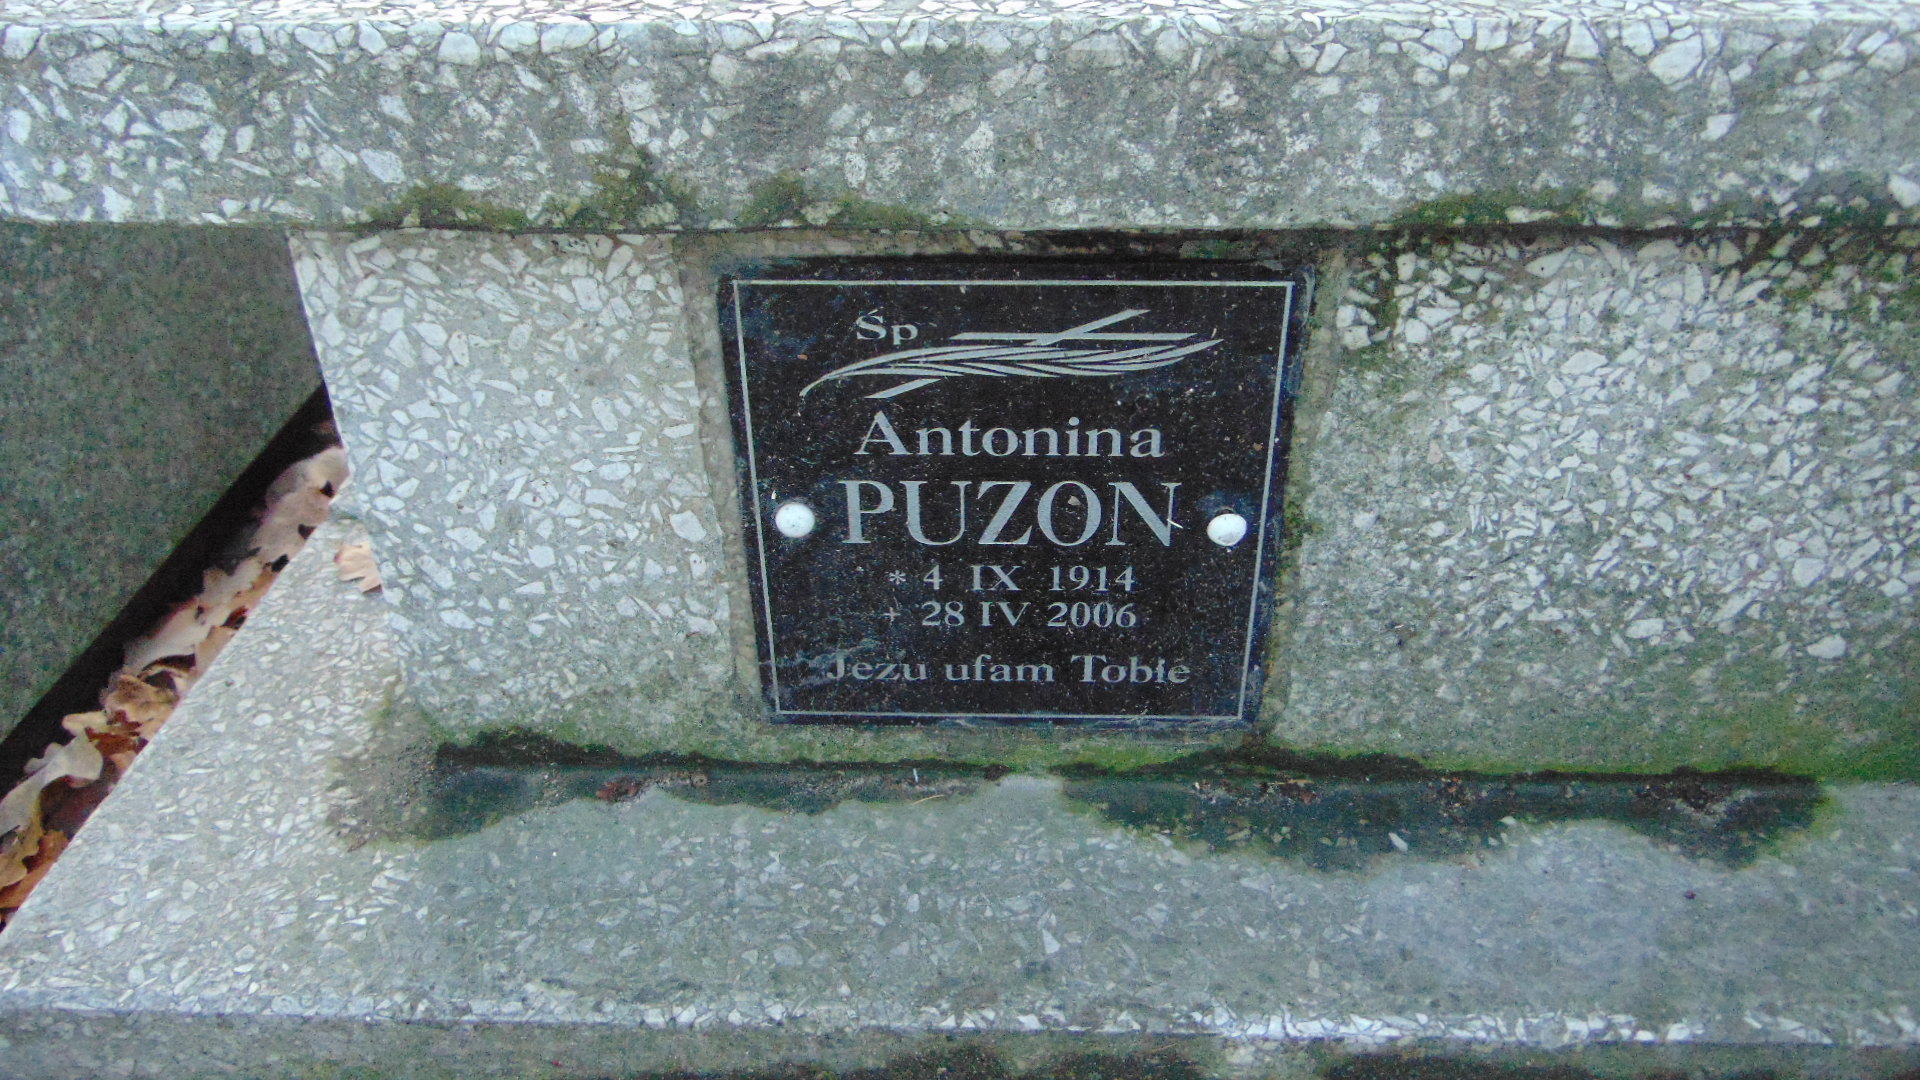 Śp
Antonina
PUZON
* 4 IX 1914
+ 28 IV 2006
Jezu ufam Tobie